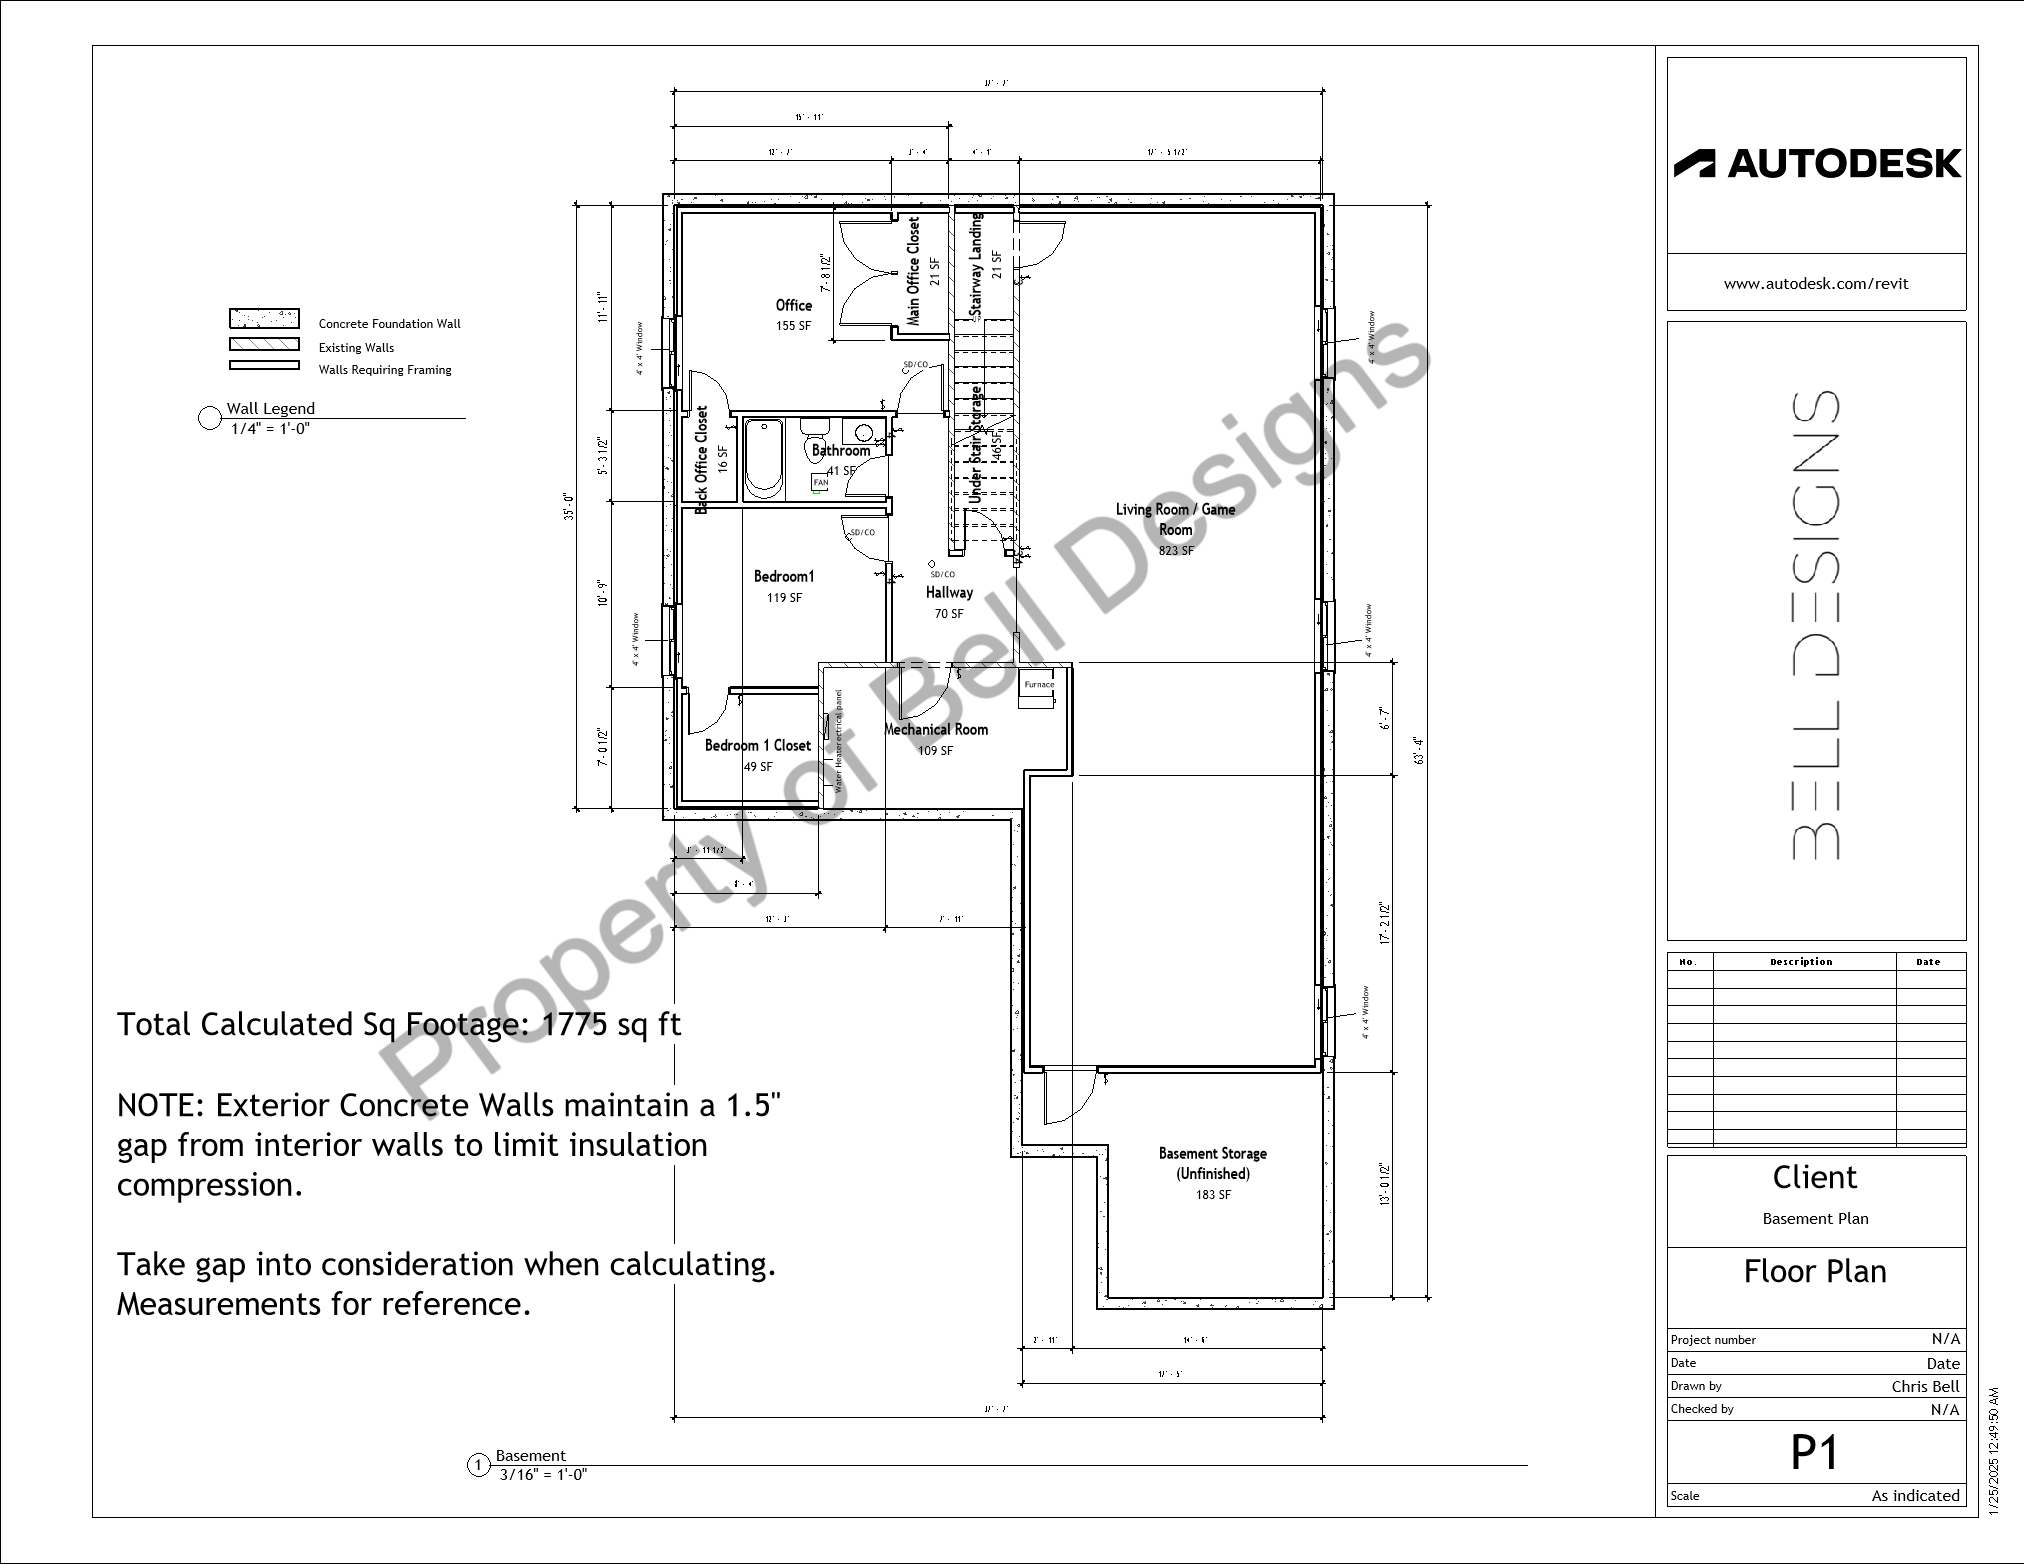 37' - 7"
15' - 11"
12' - 7"
3' - 4"
4' - 1"
17' - 5 1/2"
AUTODESK
www.autodesk.com/revit
BELL DESIGNS
Concrete Foundation Wall
Existing Walls
Walls Requiring Framing
Wall Legend
1/4" = 1'-0"
35' - 0"
11' - 11"
5' - 3 1/2"
10' - 9"
7' - 0 1/2"
4' x 4' Window
4' x 4' Window
7' - 8 1/2"
Office
155 SF
Main Office Closet
21 SF
Stairway Landing
21 SF
SD/CO
Back Office Closet
16 SF
Bathroom
41 SF
FAN
Under Stair Storage
46 SF
Living Room / Game
Room
823 SF
SD/CO
Bedroom1
119 SF
SD/CO
Hallway
70 SF
Furnace
Mechanical Room
109 SF
Water Heater
Bedroom 1 Closet
49 SF
4' x 4' Window
4' x 4' Window
4' x 4' Window
6' - 7"
63' - 4"
17' - 2 1/2"
13' - 0 1/2"
3' - 11 1/2"
8' - 4"
12' - 3"
7' - 11"
Basement Storage
(Unfinished)
183 SF
2' - 11"
14' - 6"
17' - 5"
37' - 7"
Property of Bell Designs
Total Calculated Sq Footage: 1775 sq ft
NOTE: Exterior Concrete Walls maintain a 1.5"
gap from interior walls to limit insulation
compression.
Take gap into consideration when calculating.
Measurements for reference.
1 Basement
3/16" = 1'-0"
No. Description Date
Client
Basement Plan
Floor Plan
Project number N/A
Date Date
Drawn by Chris Bell
Checked by N/A
P1
Scale As indicated
1/25/2025 12:49:50 AM